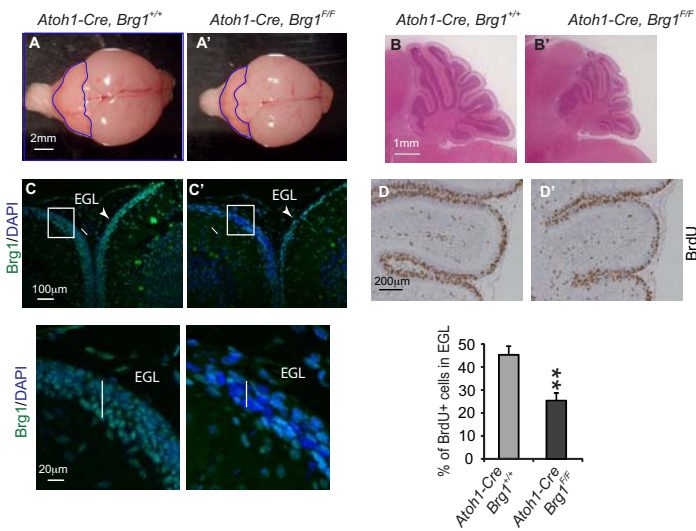 Atoh1-Cre, Brg1+/+ Atoh1-Cre, Brg1F/F Atoh1-Cre, Brg1+/+ Atoh1-Cre, Brg1F/F
A A' B B'
2mm 1mm
C C' D D'
EGL EGL
Brg1/DAPI BrdU
100µm 200µm
EGL EGL
Brg1/DAPI
20µm
% of BrdU+ cells in EGL
50
40
30
20
10
0
**
Atoh1-Cre
Brg1+/+
Atoh1-Cre
Brg1F/F